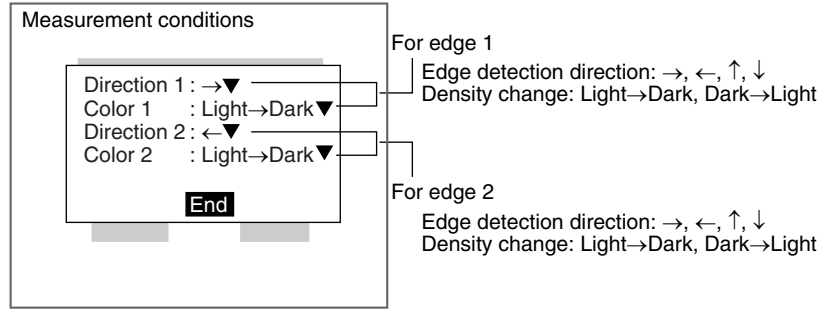 Measurement conditions
Direction 1 : →▼
Color 1 : Light→Dark▼
Direction 2 : ←▼
Color 2 : Light→Dark▼
End
For edge 1
Edge detection direction: →, ←, ↑, ↓
Density change: Light→Dark, Dark→Light
For edge 2
Edge detection direction: →, ←, ↑, ↓
Density change: Light→Dark, Dark→Light